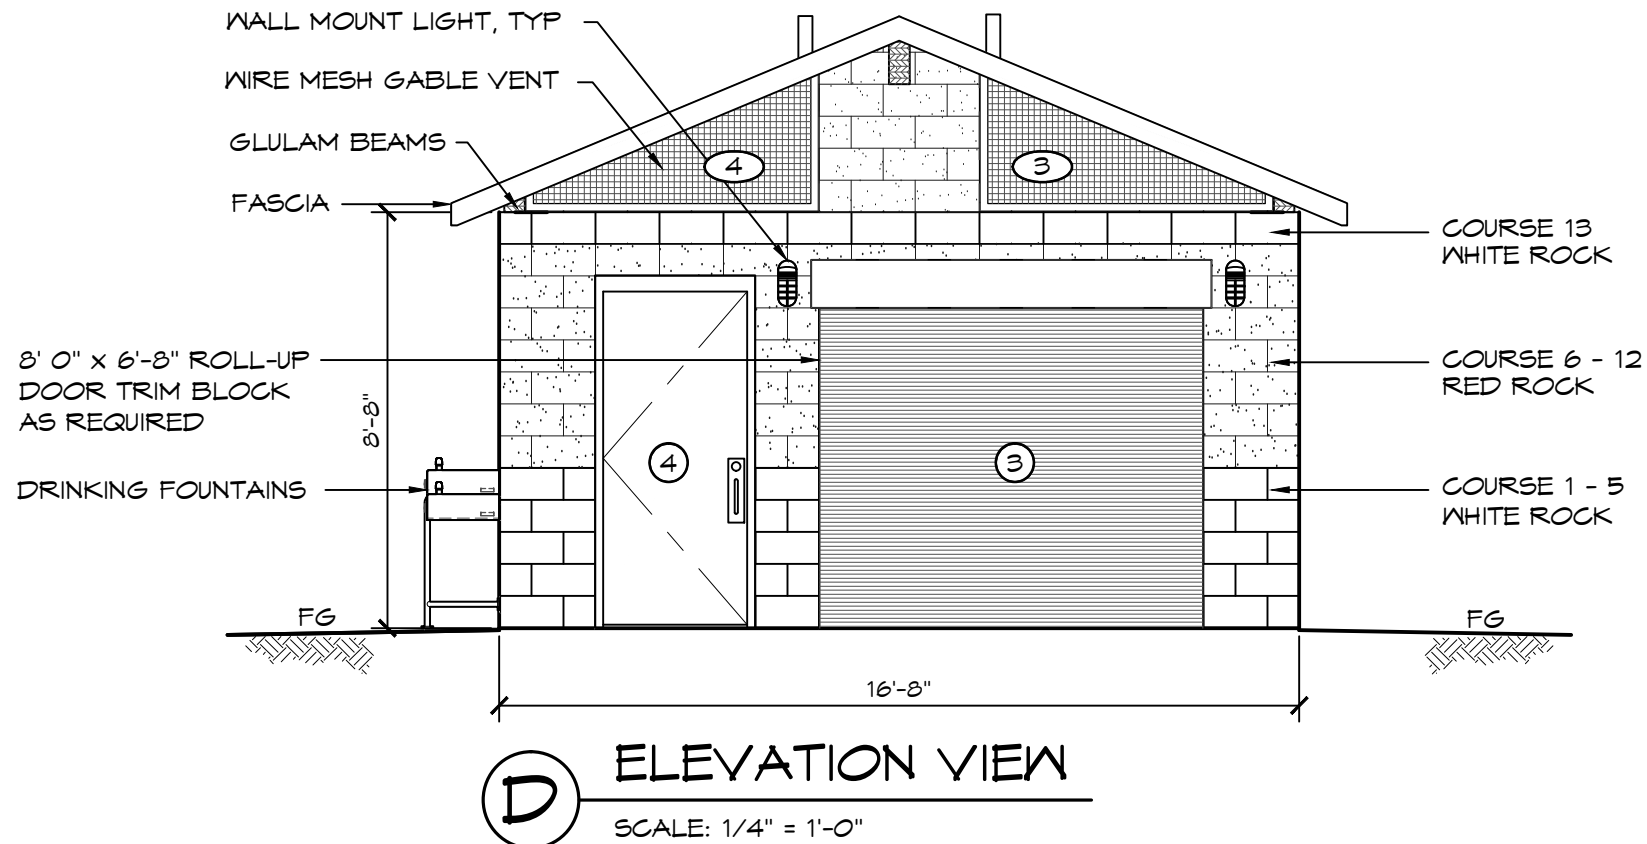 WALL MOUNT LIGHT, TYP
WIRE MESH GABLE VENT
GLULAM BEAMS
FASCIA
4
3
COURSE 13
WHITE ROCK
8' 0" X 6'-8" ROLL-UP
DOOR TRIM BLOCK
AS REQUIRED
8'-8"
COURSE 6 - 12
RED ROCK
4
3
DRINKING FOUNTAINS
COURSE 1 - 5
WHITE ROCK
FG
FG
16'-8"
D
ELEVATION VIEW
SCALE: 1/4" = 1'-0"